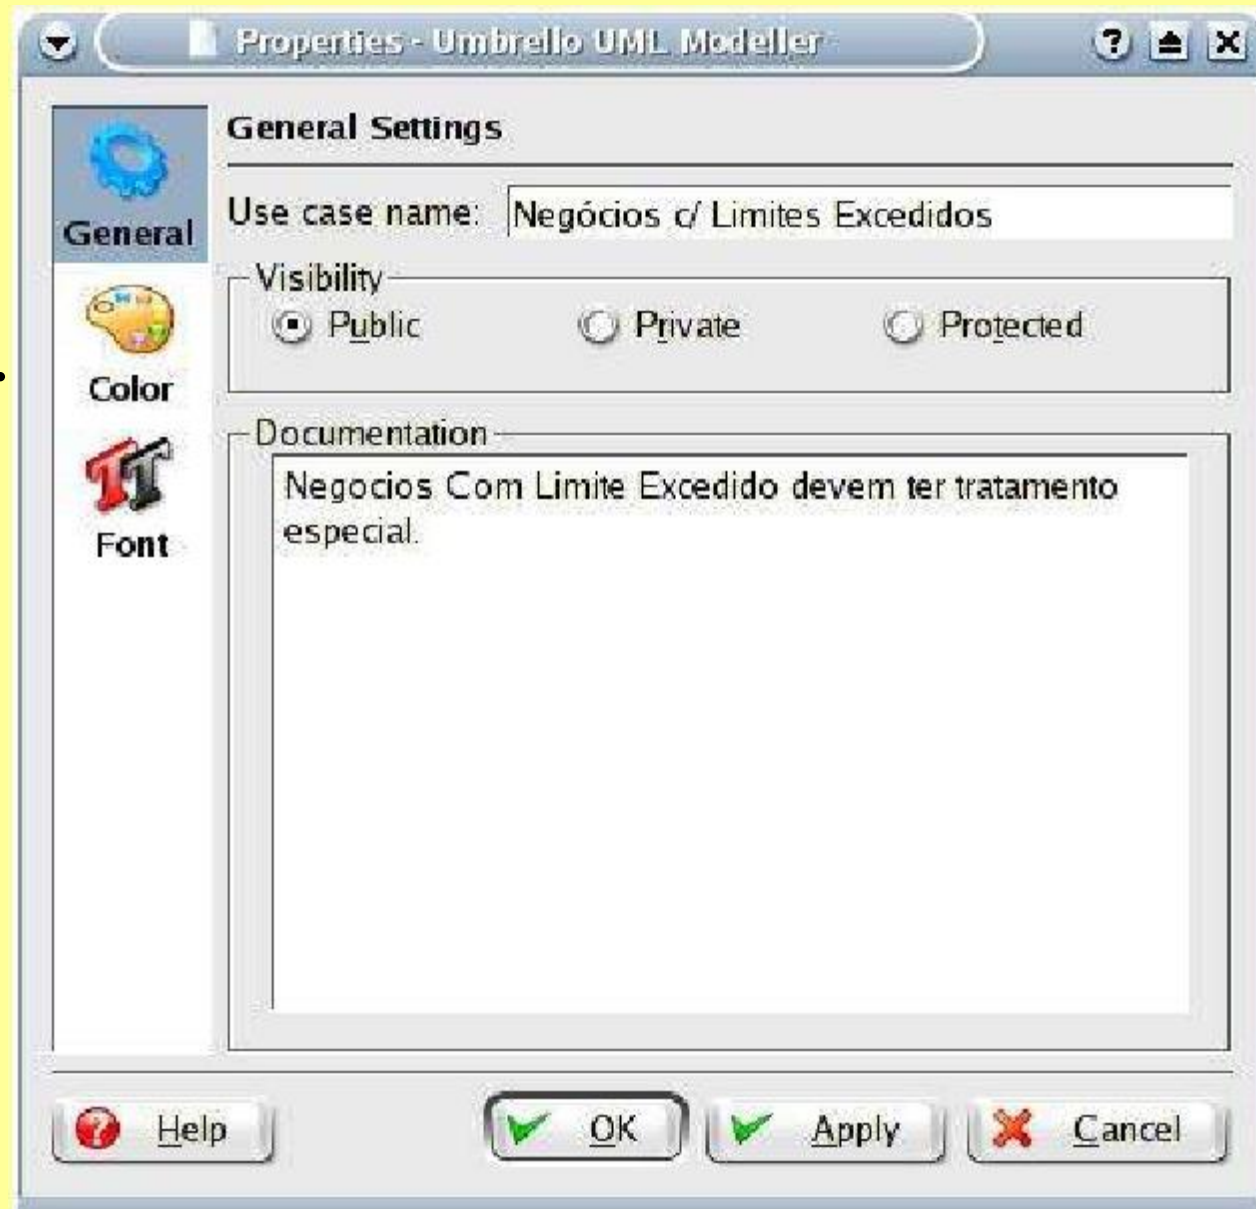 Properties - Umbrello UML Modeller
General Settings
General
Use case name: Negócios c/ Limites Excedidos
Visibility
Public Private Protected
Color
Documentation
Negocios Com Limite Excedido devem ter tratamento
especial.
Font
Help OK Apply Cancel